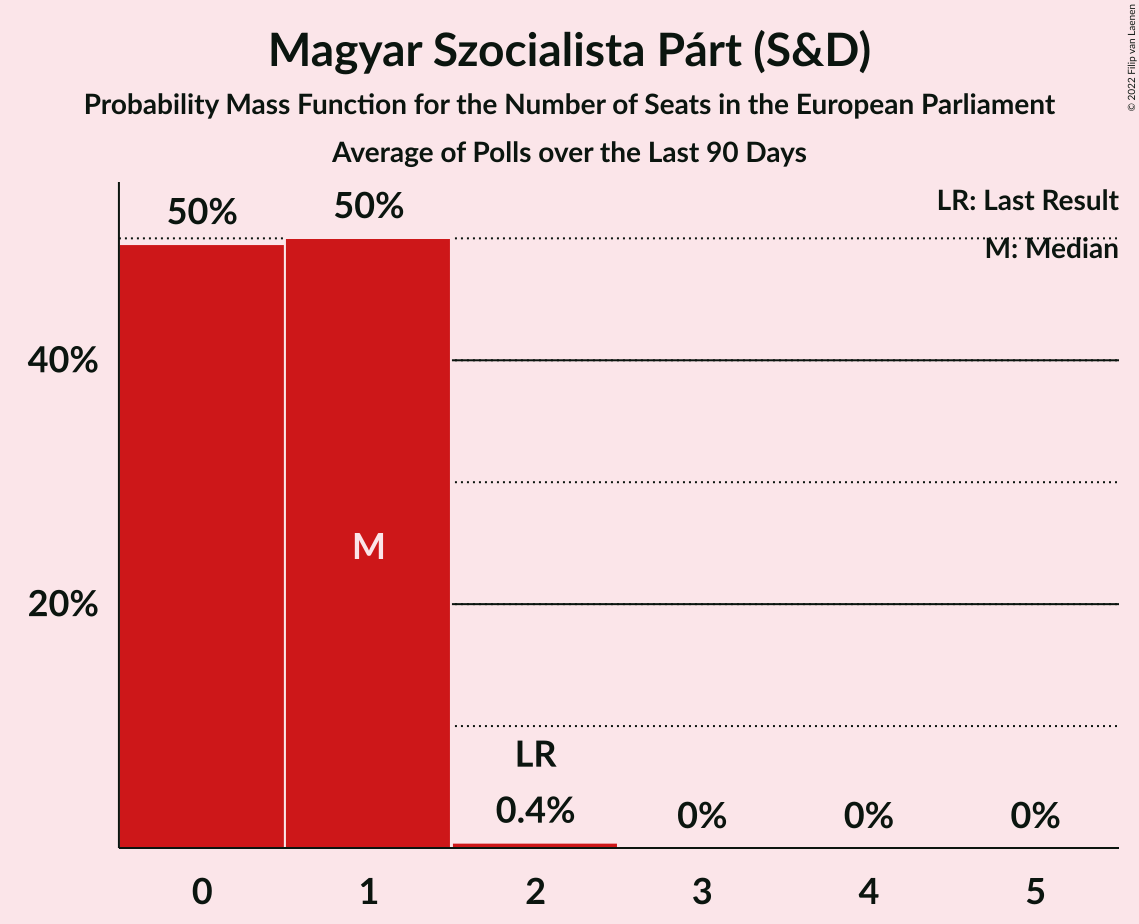 Magyar Szocialista Párt (S&D)
Probability Mass Function for the Number of Seats in the European Parliament
Average of Polls over the Last 90 Days
© 2022 Filip van Laenen
LR: Last Result
M: Median
50%
50%
40%
M
20%
LR
0.4%
0%
0%
0%
0 1 2 3 4 5